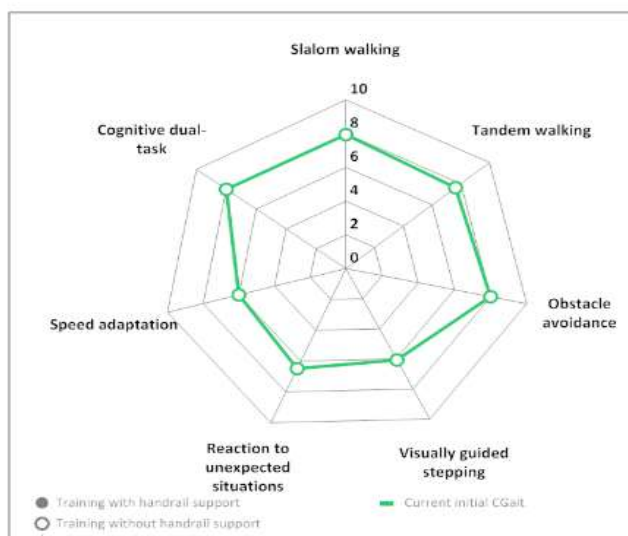 Slalom walking
10
Cognitive dual-
task
Tandem walking
8
6
4
2
0
Speed adaptation
Obstacle
avoidance
Reaction to
unexpected
situations
Visually guided
stepping
Training with handrail support
Current initial CGait
Training without handrail support